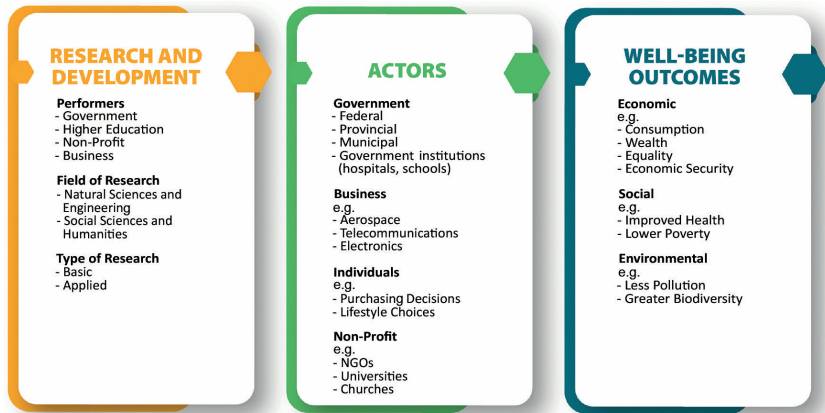 RESEARCH AND
DEVELOPMENT
Performers
- Government
- Higher Education
- Non-Profit
- Business
Field of Research
- Natural Sciences and
Engineering
- Social Sciences and
Humanities
Type of Research
- Basic
- Applied
ACTORS
Government
- Federal
- Provincial
- Municipal
- Government institutions
(hospitals, schools)
Business
e.g.
- Aerospace
- Telecommunications
- Electronics
Individuals
e.g.
- Purchasing Decisions
- Lifestyle Choices
Non-Profit
e.g.
- NGOs
- Universities
- Churches
WELL-BEING
OUTCOMES
Economic
e.g.
- Consumption
- Wealth
- Equality
- Economic Security
Social
e.g.
- Improved Health
- Lower Poverty
Environmental
e.g.
- Less Pollution
- Greater Biodiversity